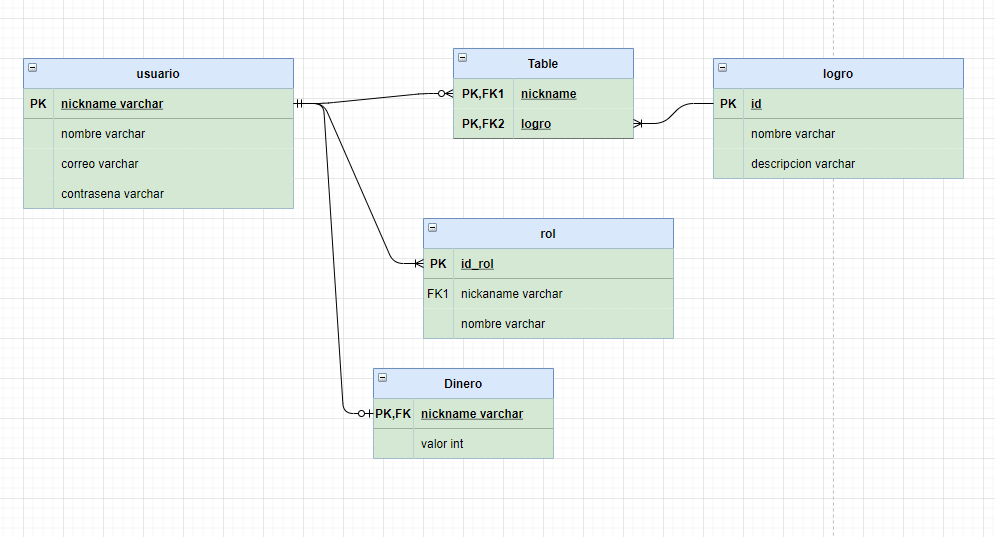 usuario
PK nickname varchar
nombre varchar
correo varchar
contrasena varchar
Table
PK,FK1 nickname
PK,FK2 logro
logro
PK id
nombre varchar
descripcion varchar
rol
PK id_rol
FK1 nickaname varchar
nombre varchar
Dinero
PK,FK nickname varchar
valor int